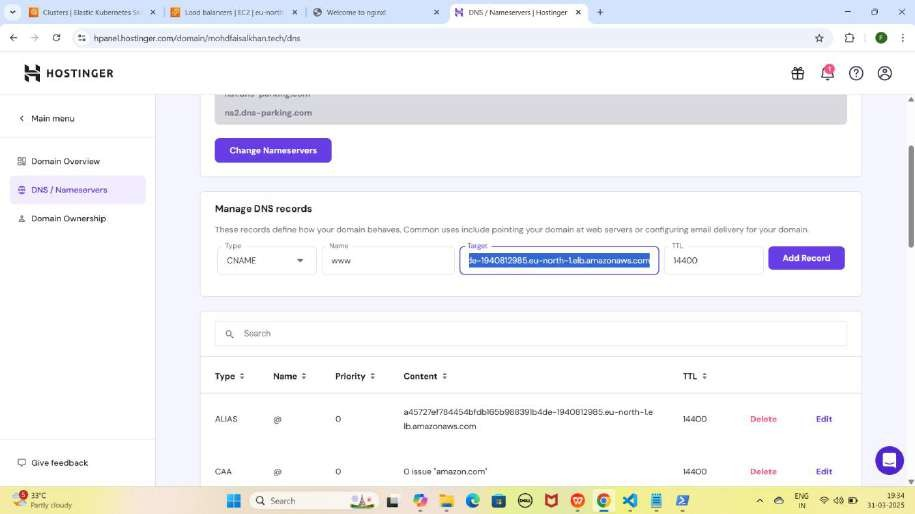 Clusters | Elastic Kubernetes Se
Load balancers | EC2 | eu-north
Welcome to nginx!
DNS / Nameservers | Hostinger
hpanel.hostinger.com/domain/mohdfaisalkhan.tech/dns
F
HOSTINGER
1
Main menu
Domain Overview
DNS / Nameservers
Domain Ownership
Give feedback
ns1.dns-parking.com
ns2.dns-parking.com
Change Nameservers
Manage DNS records
These records define how your domain behaves. Common uses include pointing your domain at web servers or configuring email delivery for your domain.
Type
Name
Target
TTL
CNAME
www
de-1940812985.eu-north-1.elb.amazonaws.com
14400
Add Record
Search
Type
Name
Priority
Content
TTL
ALIAS
@
0
a45727ef784454bfdb165b988391b4de-1940812985.eu-north-1.e
lb.amazonaws.com
14400
Delete
Edit
CAA
@
0
0 issue "amazon.com"
14400
Delete
Edit
5
33°C
Partly cloudy
Search
DELL
ENG
IN
19:34
31-03-2025